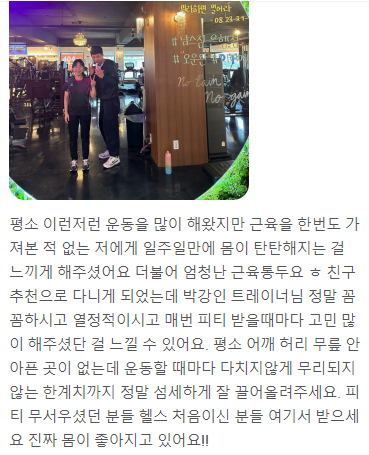 08.23
No Pain
No gain
평소 이런저런 운동을 많이 해왔지만 근육을 한번도 가
져본 적 없는 저에게 일주일만에 몸이 탄탄해지는 걸
느끼게 해주셨어요 더불어 엄청난 근육통두요 ㅎ 친구
추천으로 다니게 되었는데 박강인 트레이너님 정말 꼼
꼼하시고 열정적이시고 매번 피티 받을때마다 고민 많
이 해주셨단 걸 느낄 수 있어요. 평소 어깨 허리 무릎 안
아픈 곳이 없는데 운동할 때마다 다치지않게 무리되지
않는 한계치까지 정말 섬세하게 잘 끌어올려주세요. 피
티 무서우셨던 분들 헬스 처음이신 분들 여기서 받으세
요 진짜 몸이 좋아지고 있어요!!